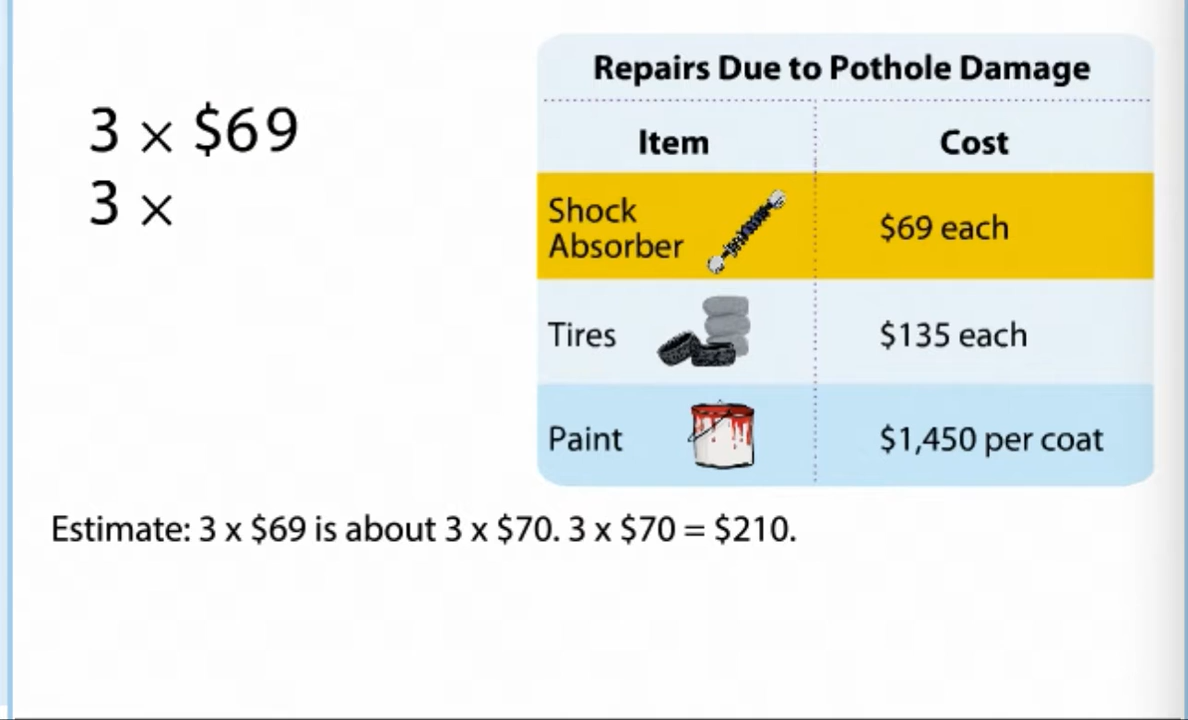 3 × $69
3 ×
Repairs Due to Pothole Damage
Item Cost
Shock
Absorber
$69 each
Tires $135 each
Paint $1,450 per coat
Estimate: 3 x $69 is about 3 x $70. 3 x $70 = $210.